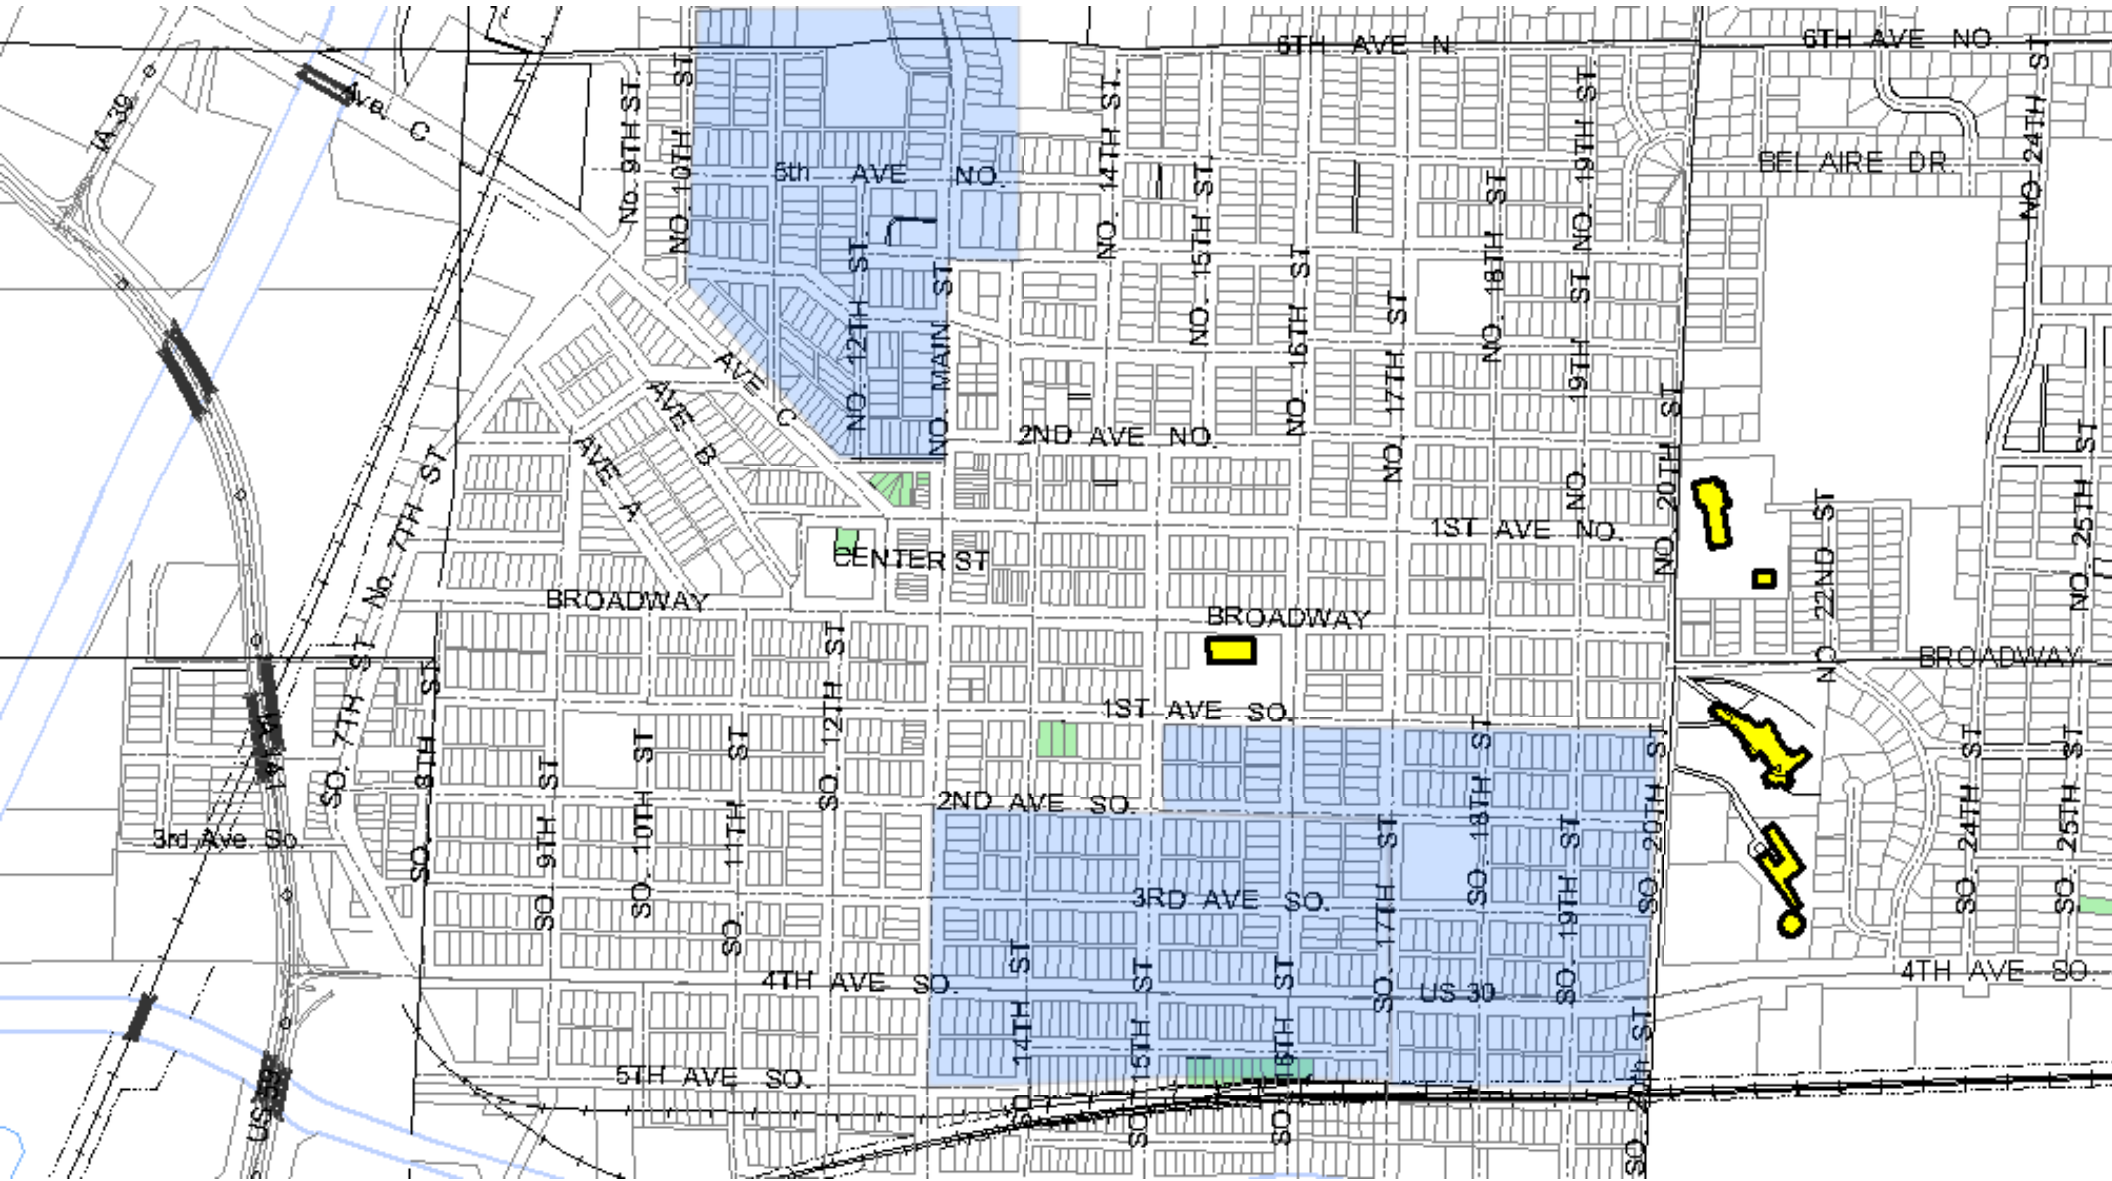 6TH AVE N
6TH AVE NO.
IA 39
Ave. C
No. 9TH ST.
NO. 10TH ST
NO. 14TH ST.
NO. 19TH ST
NO. 24TH ST
BEL AIRE DR.
5th AVE NO.
NO. 15TH ST
NO. 18TH ST
NO. 12TH ST
NO. MAIN ST
NO. 16TH ST
NO. 17TH ST
NO. 19TH ST
AVE C
AVE B
AVE A
2ND AVE NO.
NO. 20TH ST
No. 7TH ST
NO. 22ND ST
NO. 25TH ST
1ST AVE NO.
CENTER ST
BROADWAY
BROADWAY
BROADWAY
SO. 7TH ST
SO. 8TH ST
SO. 12TH ST
1ST AVE SO.
SO. 9TH ST
SO. 10TH ST
SO. 11TH ST
SO. 18TH ST
SO. 20TH ST
SO. 24TH ST
SO. 25TH ST
2ND AVE SO.
3rd Ave. So.
SO. 17TH ST
SO. 19TH ST
3RD AVE SO.
4TH AVE SO.
US 30
4TH AVE SO.
SO. 14TH ST
SO. 15TH ST
SO. 16TH ST
SO. 20th ST
5TH AVE SO.